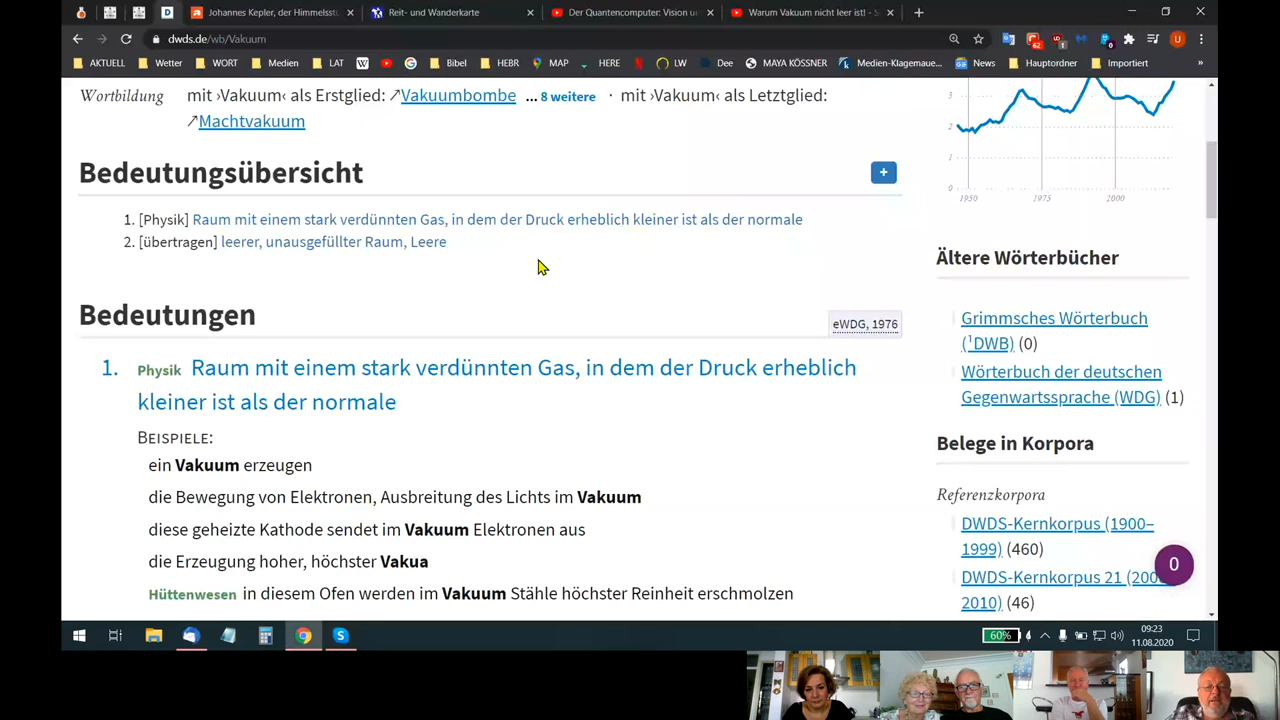 Johannes Kepler, der Himmelsstü
Reit- und Wanderkarte
Der Quantencomputer: Vision u
Warum Vakuum nicht leer ist! - S
dwds.de/wb/Vakuum
AKTUELL
Wetter
WORT
Medien
LAT
Bibel
HEBR
MAP
HERE
LW
Dee
MAYA KÖSSNER
Medien-Klagemaue...
News
Hauptordner
Importiert
»
Wortbildung mit ›Vakuum‹ als Erstglied: ↗Vakuumbombe ... 8 weitere · mit ›Vakuum‹ als Letztglied:
↗Machtvakuum
Bedeutungsübersicht
+
1. [Physik] Raum mit einem stark verdünnten Gas, in dem der Druck erheblich kleiner ist als der normale
2. [übertragen] leerer, unausgefüllter Raum, Leere
Bedeutungen
eWDG, 1976
1. Physik Raum mit einem stark verdünnten Gas, in dem der Druck erheblich
kleiner ist als der normale
BEISPIELE:
ein Vakuum erzeugen
die Bewegung von Elektronen, Ausbreitung des Lichts im Vakuum
diese geheizte Kathode sendet im Vakuum Elektronen aus
die Erzeugung hoher, höchster Vakua
Hüttenwesen in diesem Ofen werden im Vakuum Stähle höchster Reinheit erschmolzen
3
2
1
0
1950 1975 2000
Ältere Wörterbücher
Grimmsches Wörterbuch
(¹DWB) (0)
Wörterbuch der deutschen
Gegenwartssprache (WDG) (1)
Belege in Korpora
Referenzkorpora
DWDS-Kernkorpus (1900–
1999) (460)
DWDS-Kernkorpus 21 (200
2010) (46)
0
60%
09:23
11.08.2020